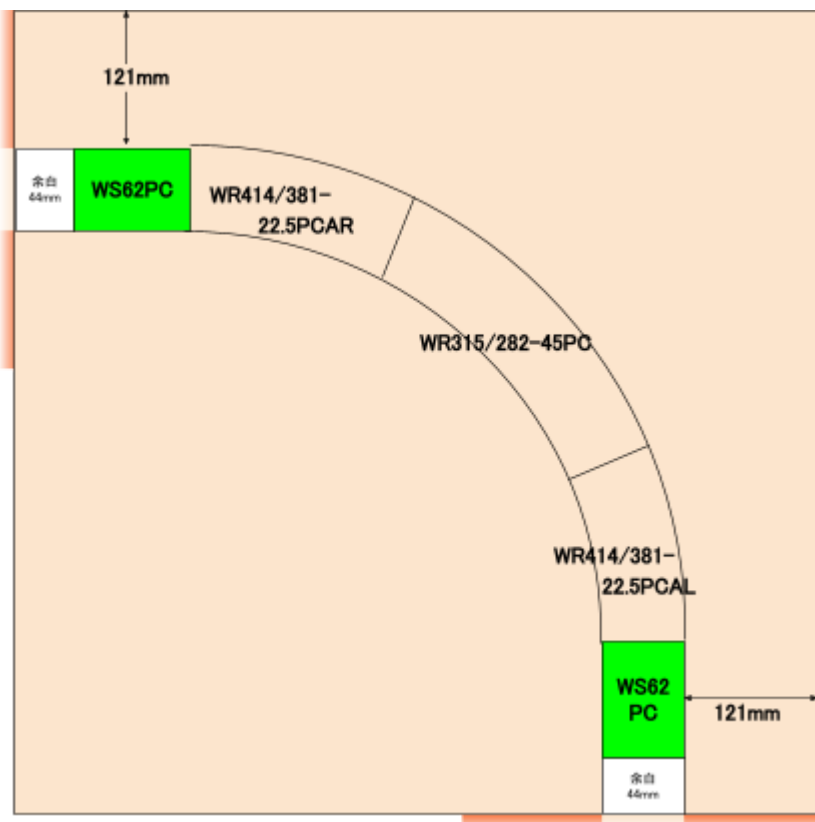 121mm
余白
44mm
WS62PC
WR414/381-
22.5PCAR
WR315/282-45PC
WR414/381-
22.5PCAL
WS62
PC
121mm
余白
44mm